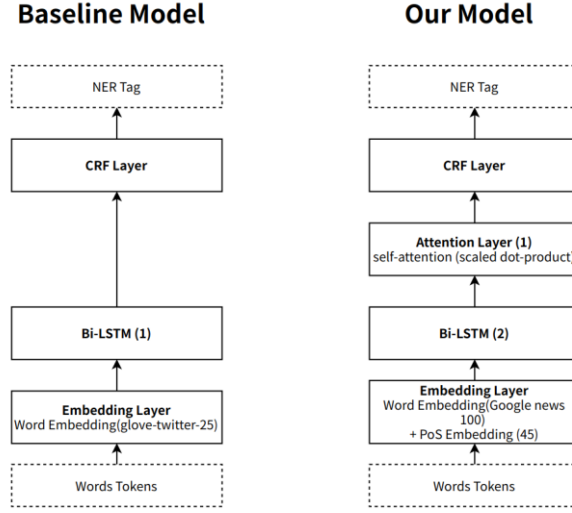 Baseline Model
NER Tag
CRF Layer
Bi-LSTM (1)
Embedding Layer
Word Embedding(glove-twitter-25)
Words Tokens
Our Model
NER Tag
CRF Layer
Attention Layer (1)
self-attention (scaled dot-product)
Bi-LSTM (2)
Embedding Layer
Word Embedding(Google news
100)
+ PoS Embedding (45)
Words Tokens